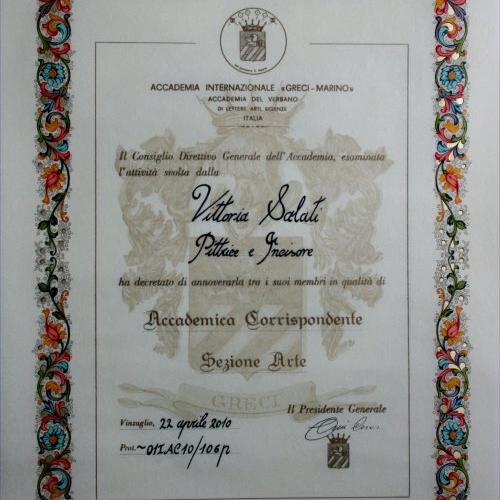 ACCADEMIA INTERNAZIONALE «GRECI-MARINO»
ACCADEMIA DEL VERBANO
DI LETTERE, ARTI, SCIENZE
ITALIA
Il Consiglio Direttivo Generale dell'Accademia, esaminata
l'attività svolta dalla
Vittoria Salati
Pittrice e Incisore
ha decretato di annoverarla tra i suoi membri in qualità di
Accademica Corrispondente
Sezione Arte
GRECI
Il Presidente Generale
Vinzaglio, 22 aprile 2010
Prot. ~01IAC10/106p